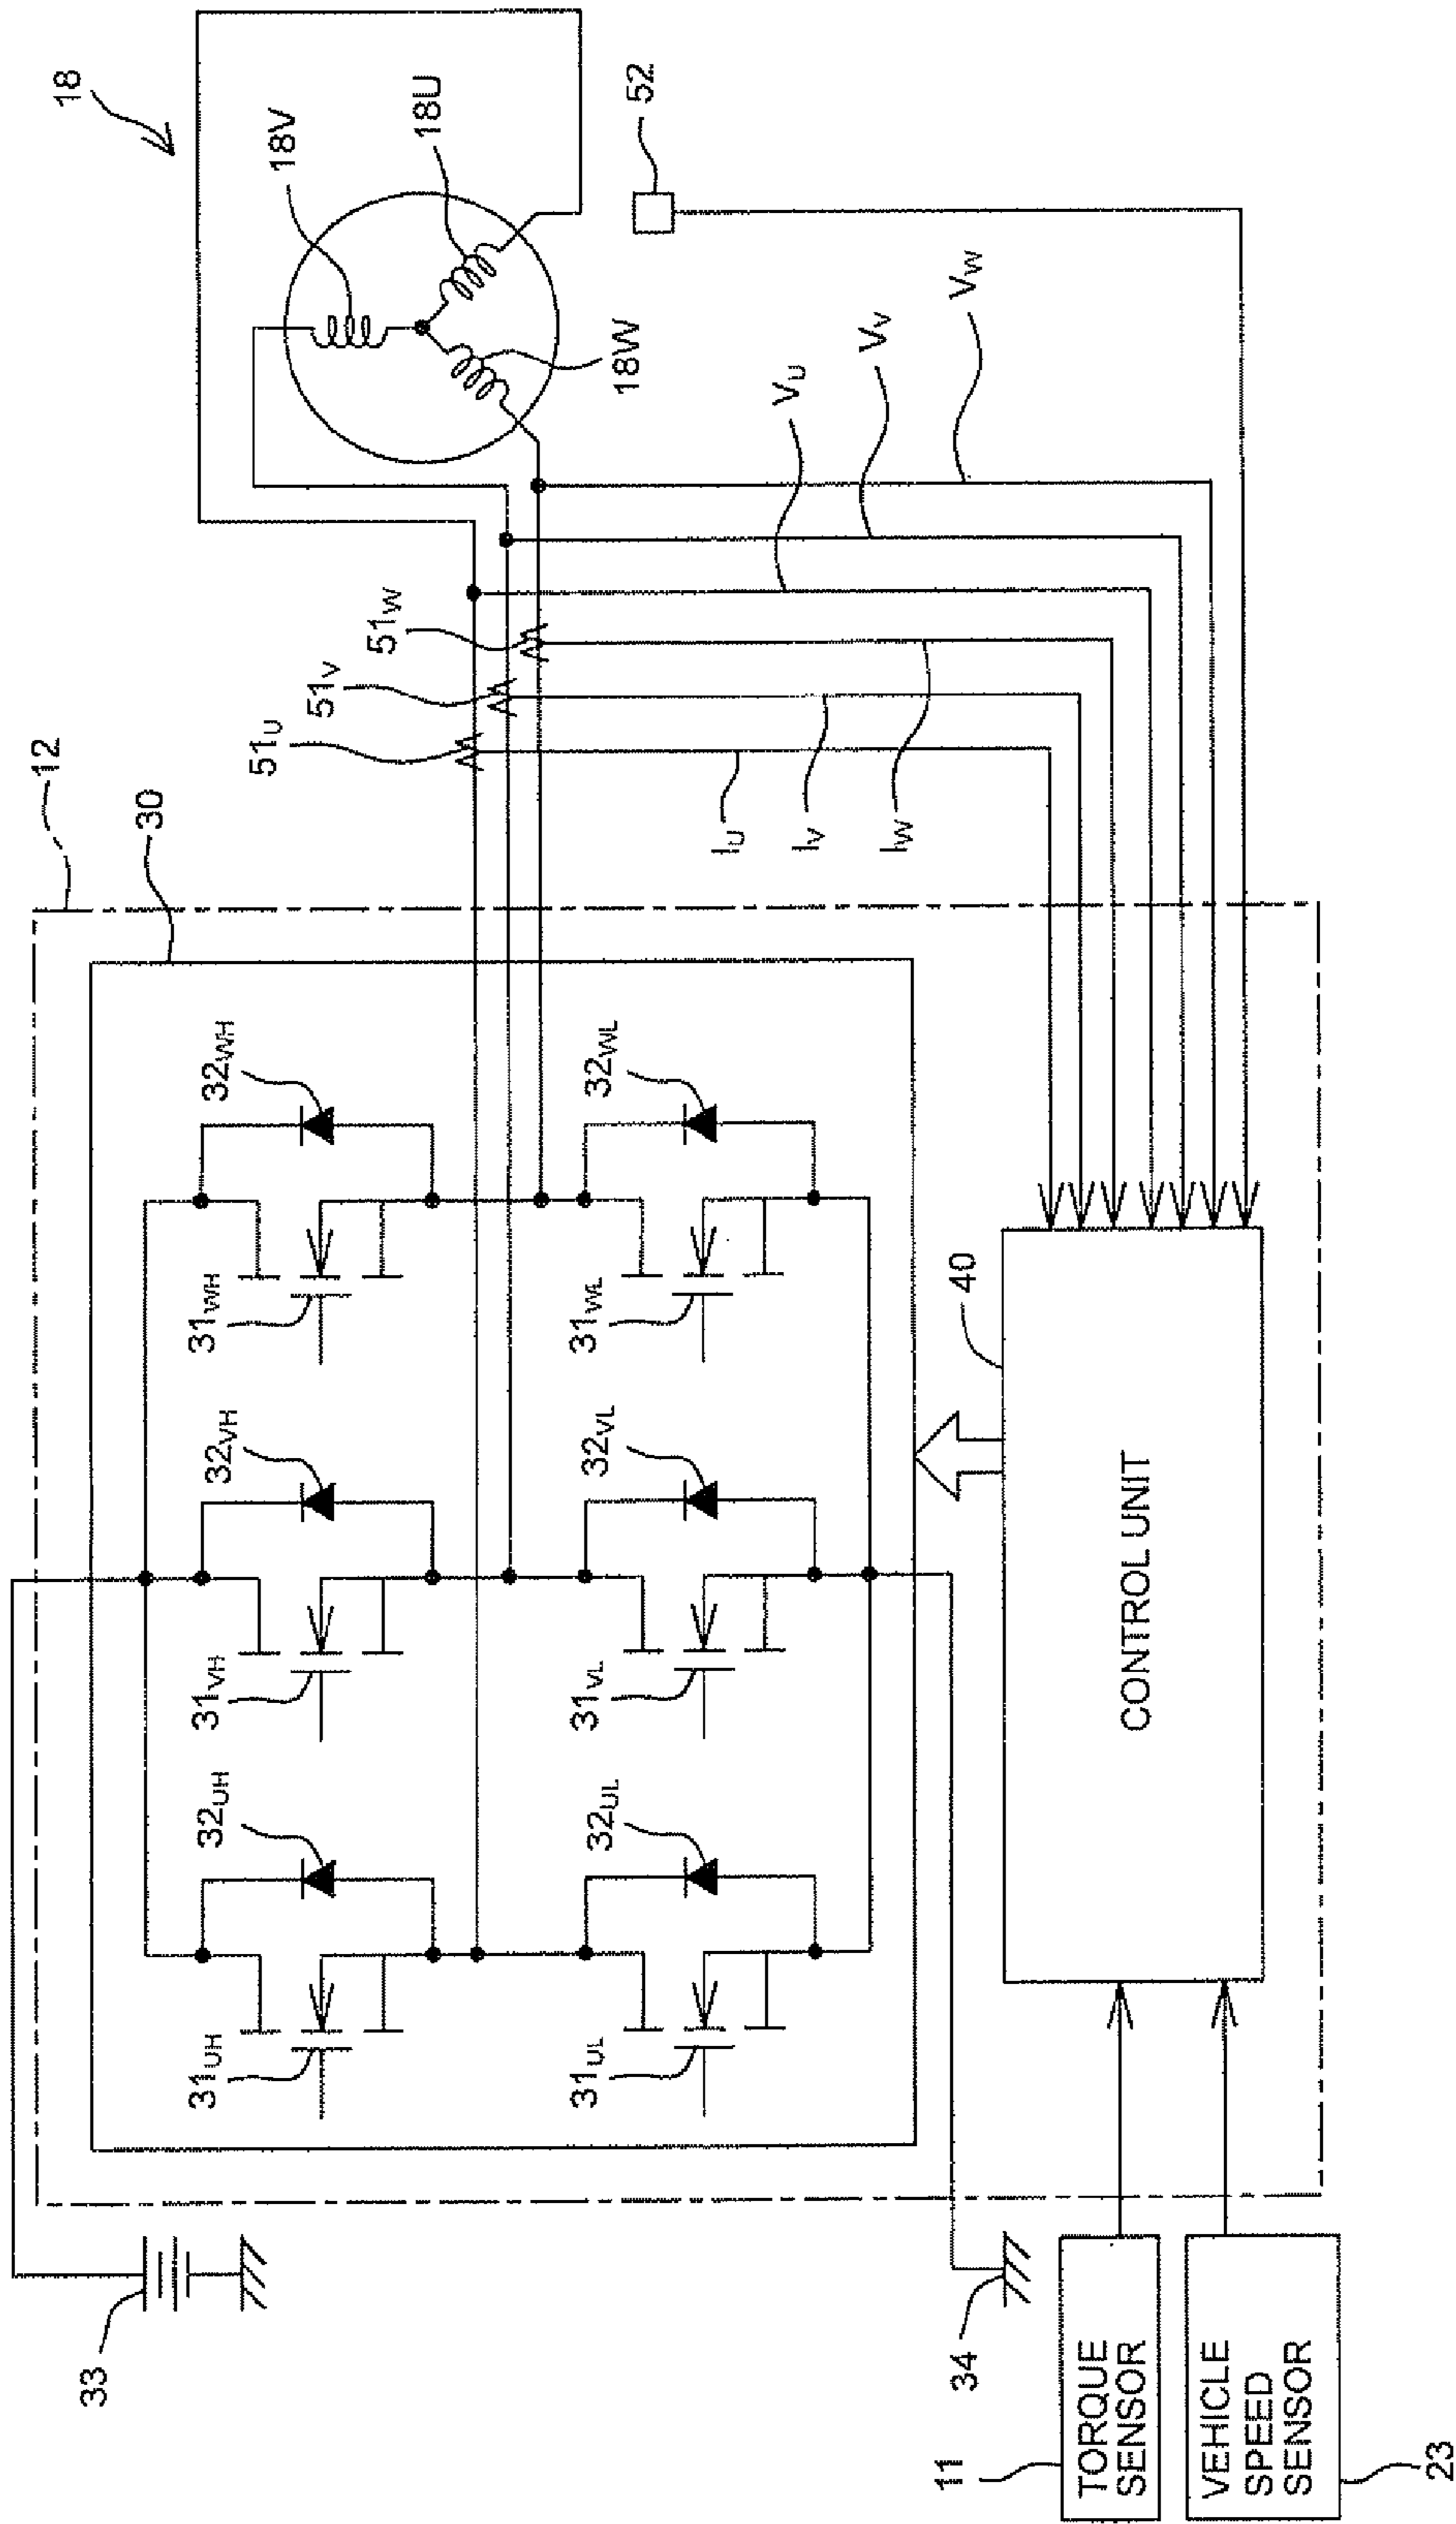 18
18V
18U
18W
52
12
30
51U
51V
51W
VU
VV
VW
IU
IV
IW
33
31UH
32UH
31VH
32VH
31WH
32WH
31UL
32UL
31VL
32VL
31WL
32WL
34
40
CONTROL UNIT
11
TORQUE
SENSOR
23
VEHICLE
SPEED
SENSOR